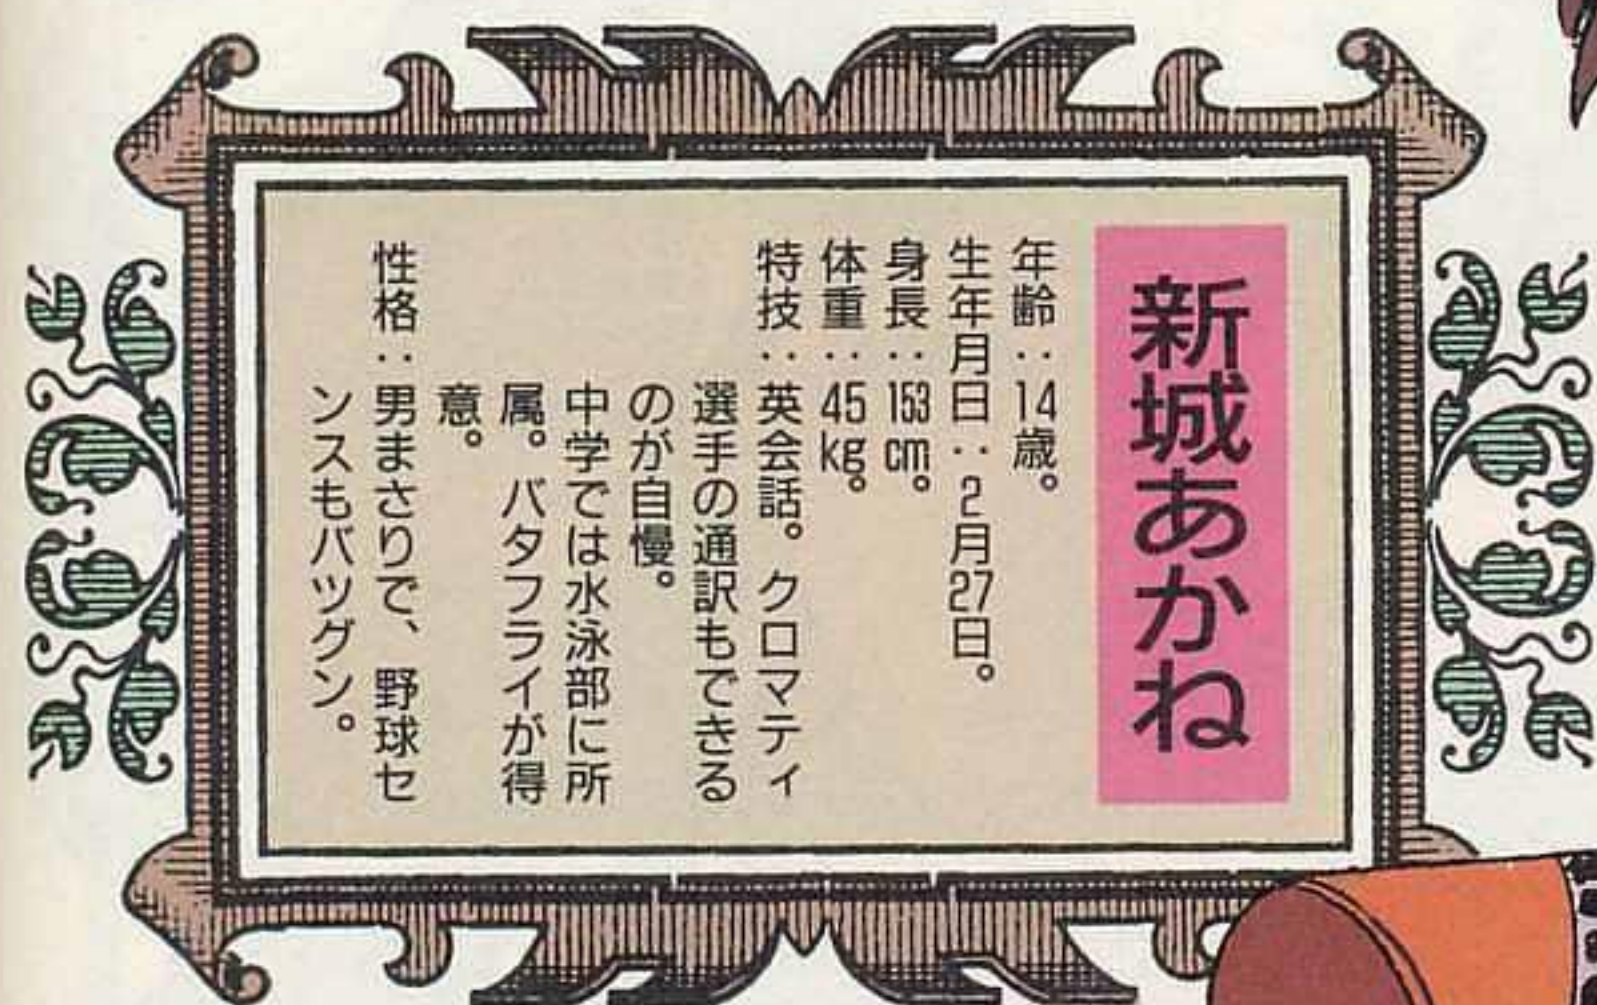 新城あかね
年齢：14歳。
生年月日：2月27日。
身長：153cm。
体重：45kg。
特技：英会話。クロマティ
選手の通訳もできる
のが自慢。
中学では水泳部に所
属。バタフライが得
意。
性格：男まさりで、野球セ
ンスもバツグン。